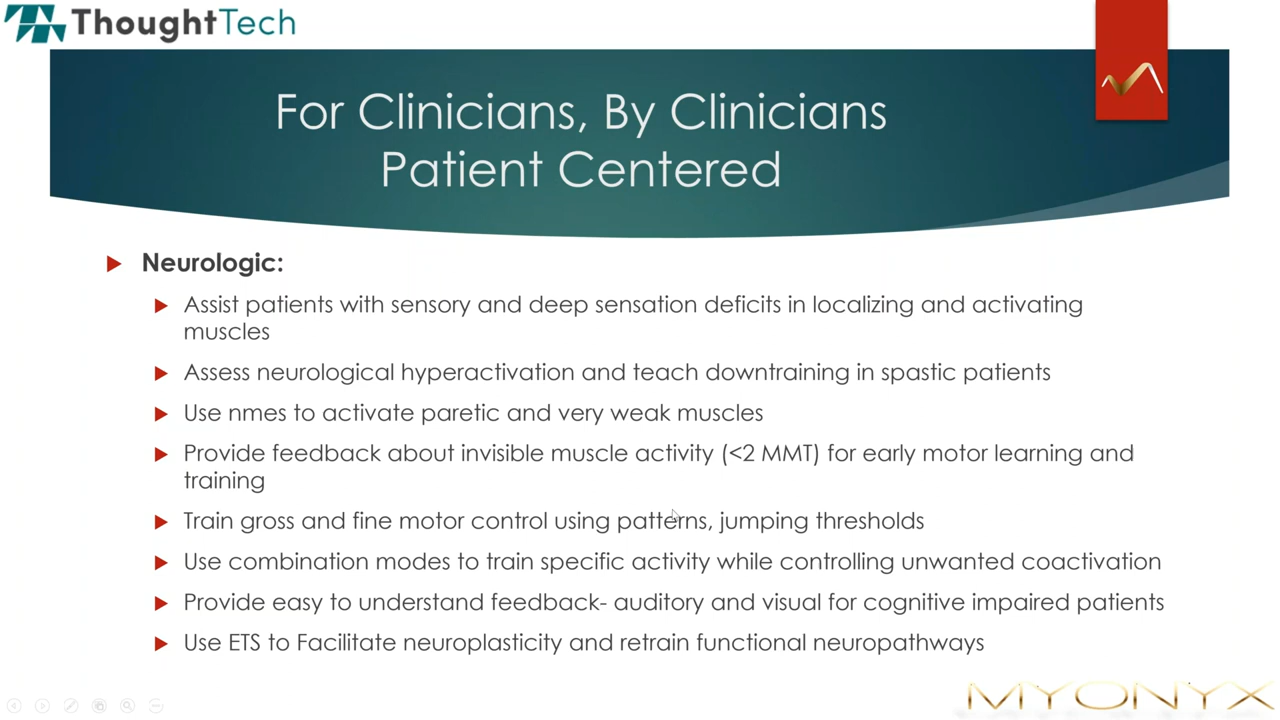 ThoughtTech
For Clinicians, By Clinicians
Patient Centered
Neurologic:
Assist patients with sensory and deep sensation deficits in localizing and activating
muscles
Assess neurological hyperactivation and teach downtraining in spastic patients
Use nmes to activate paretic and very weak muscles
Provide feedback about invisible muscle activity (<2 MMT) for early motor learning and
training
Train gross and fine motor control using patterns, jumping thresholds
Use combination modes to train specific activity while controlling unwanted coactivation
Provide easy to understand feedback- auditory and visual for cognitive impaired patients
Use ETS to Facilitate neuroplasticity and retrain functional neuropathways
MYONYX